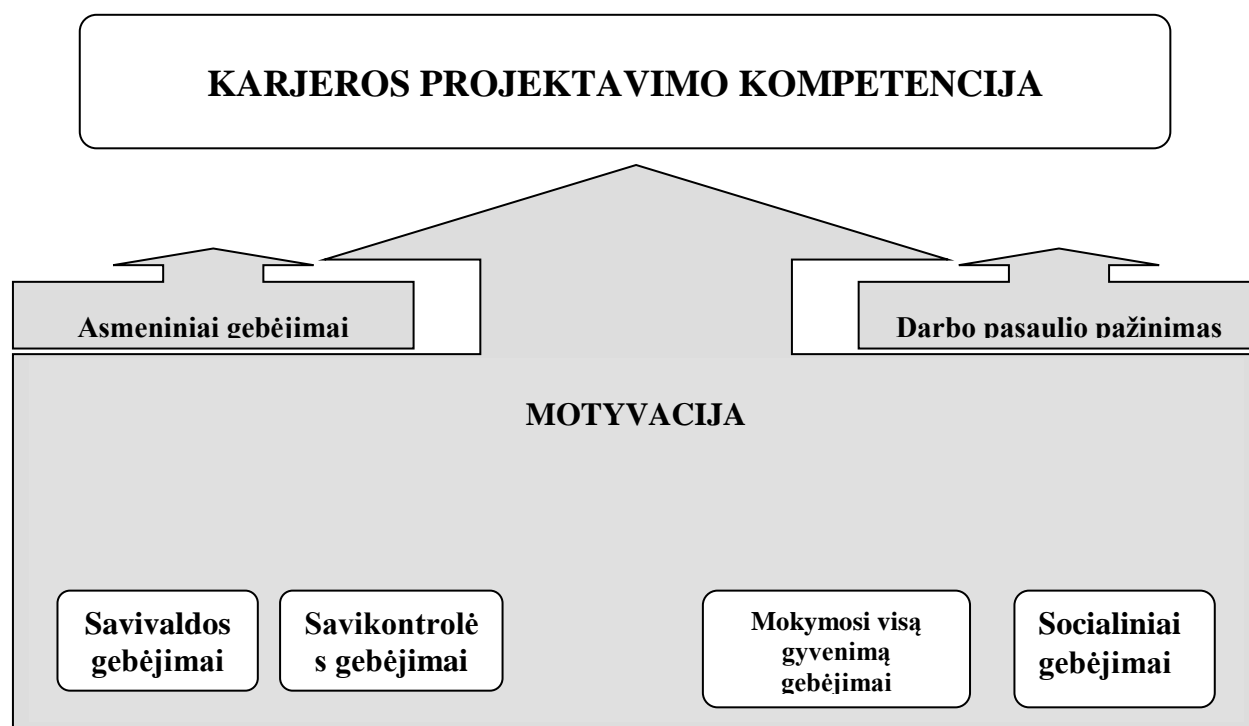 KARJEROS PROJEKTAVIMO KOMPETENCIJA
Asmeniniai gebėjimai
Darbo pasaulio pažinimas
MOTYVACIJA
Savivaldos
gebėjimai
Savikontrolė
s gebėjimai
Mokymosi visą
gyvenimą
gebėjimai
Socialiniai
gebėjimai